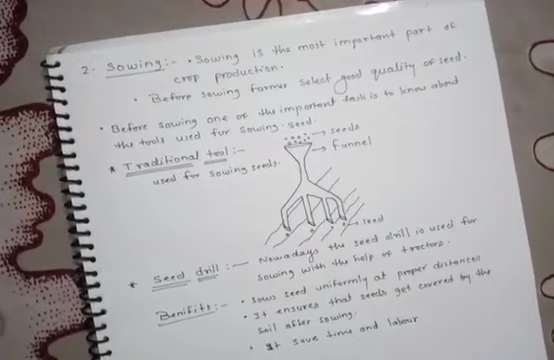 2. Sowing:- • Sowing is the most important part of
crop production.
• Before sowing farmer select good quality of seed.
• Before sowing one of the important task is to know about
the tools used for sowing seed.
* Traditional tool:-
used for sowing seeds.
→ seeds
→ Funnel
→ seed
* Seed drill:- Nowadays the seed drill is used for
sowing with the help of tractors.
Benifits:- • sows seed uniformly at proper distances
• It ensures that seeds get covered by the
soil after sowing.
• It save time and labour